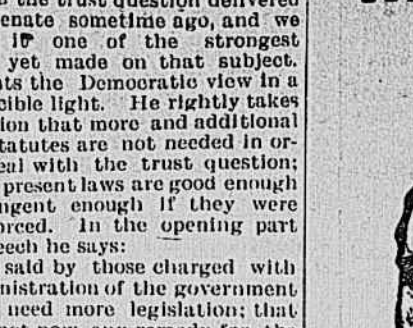 the trust question delivered
enate sometime ago, and we
it one of the strongest
yet made on that subject.
ts the Democratic view in a
cible light. He rightly takes
tion that more and additional
tatutes are not needed in or-
eal with the trust question;
present laws are good enough
ngent enough if they were
orced. In the opening part
eech he says:
said by those charged with
nistration of the government
need more legislation; that